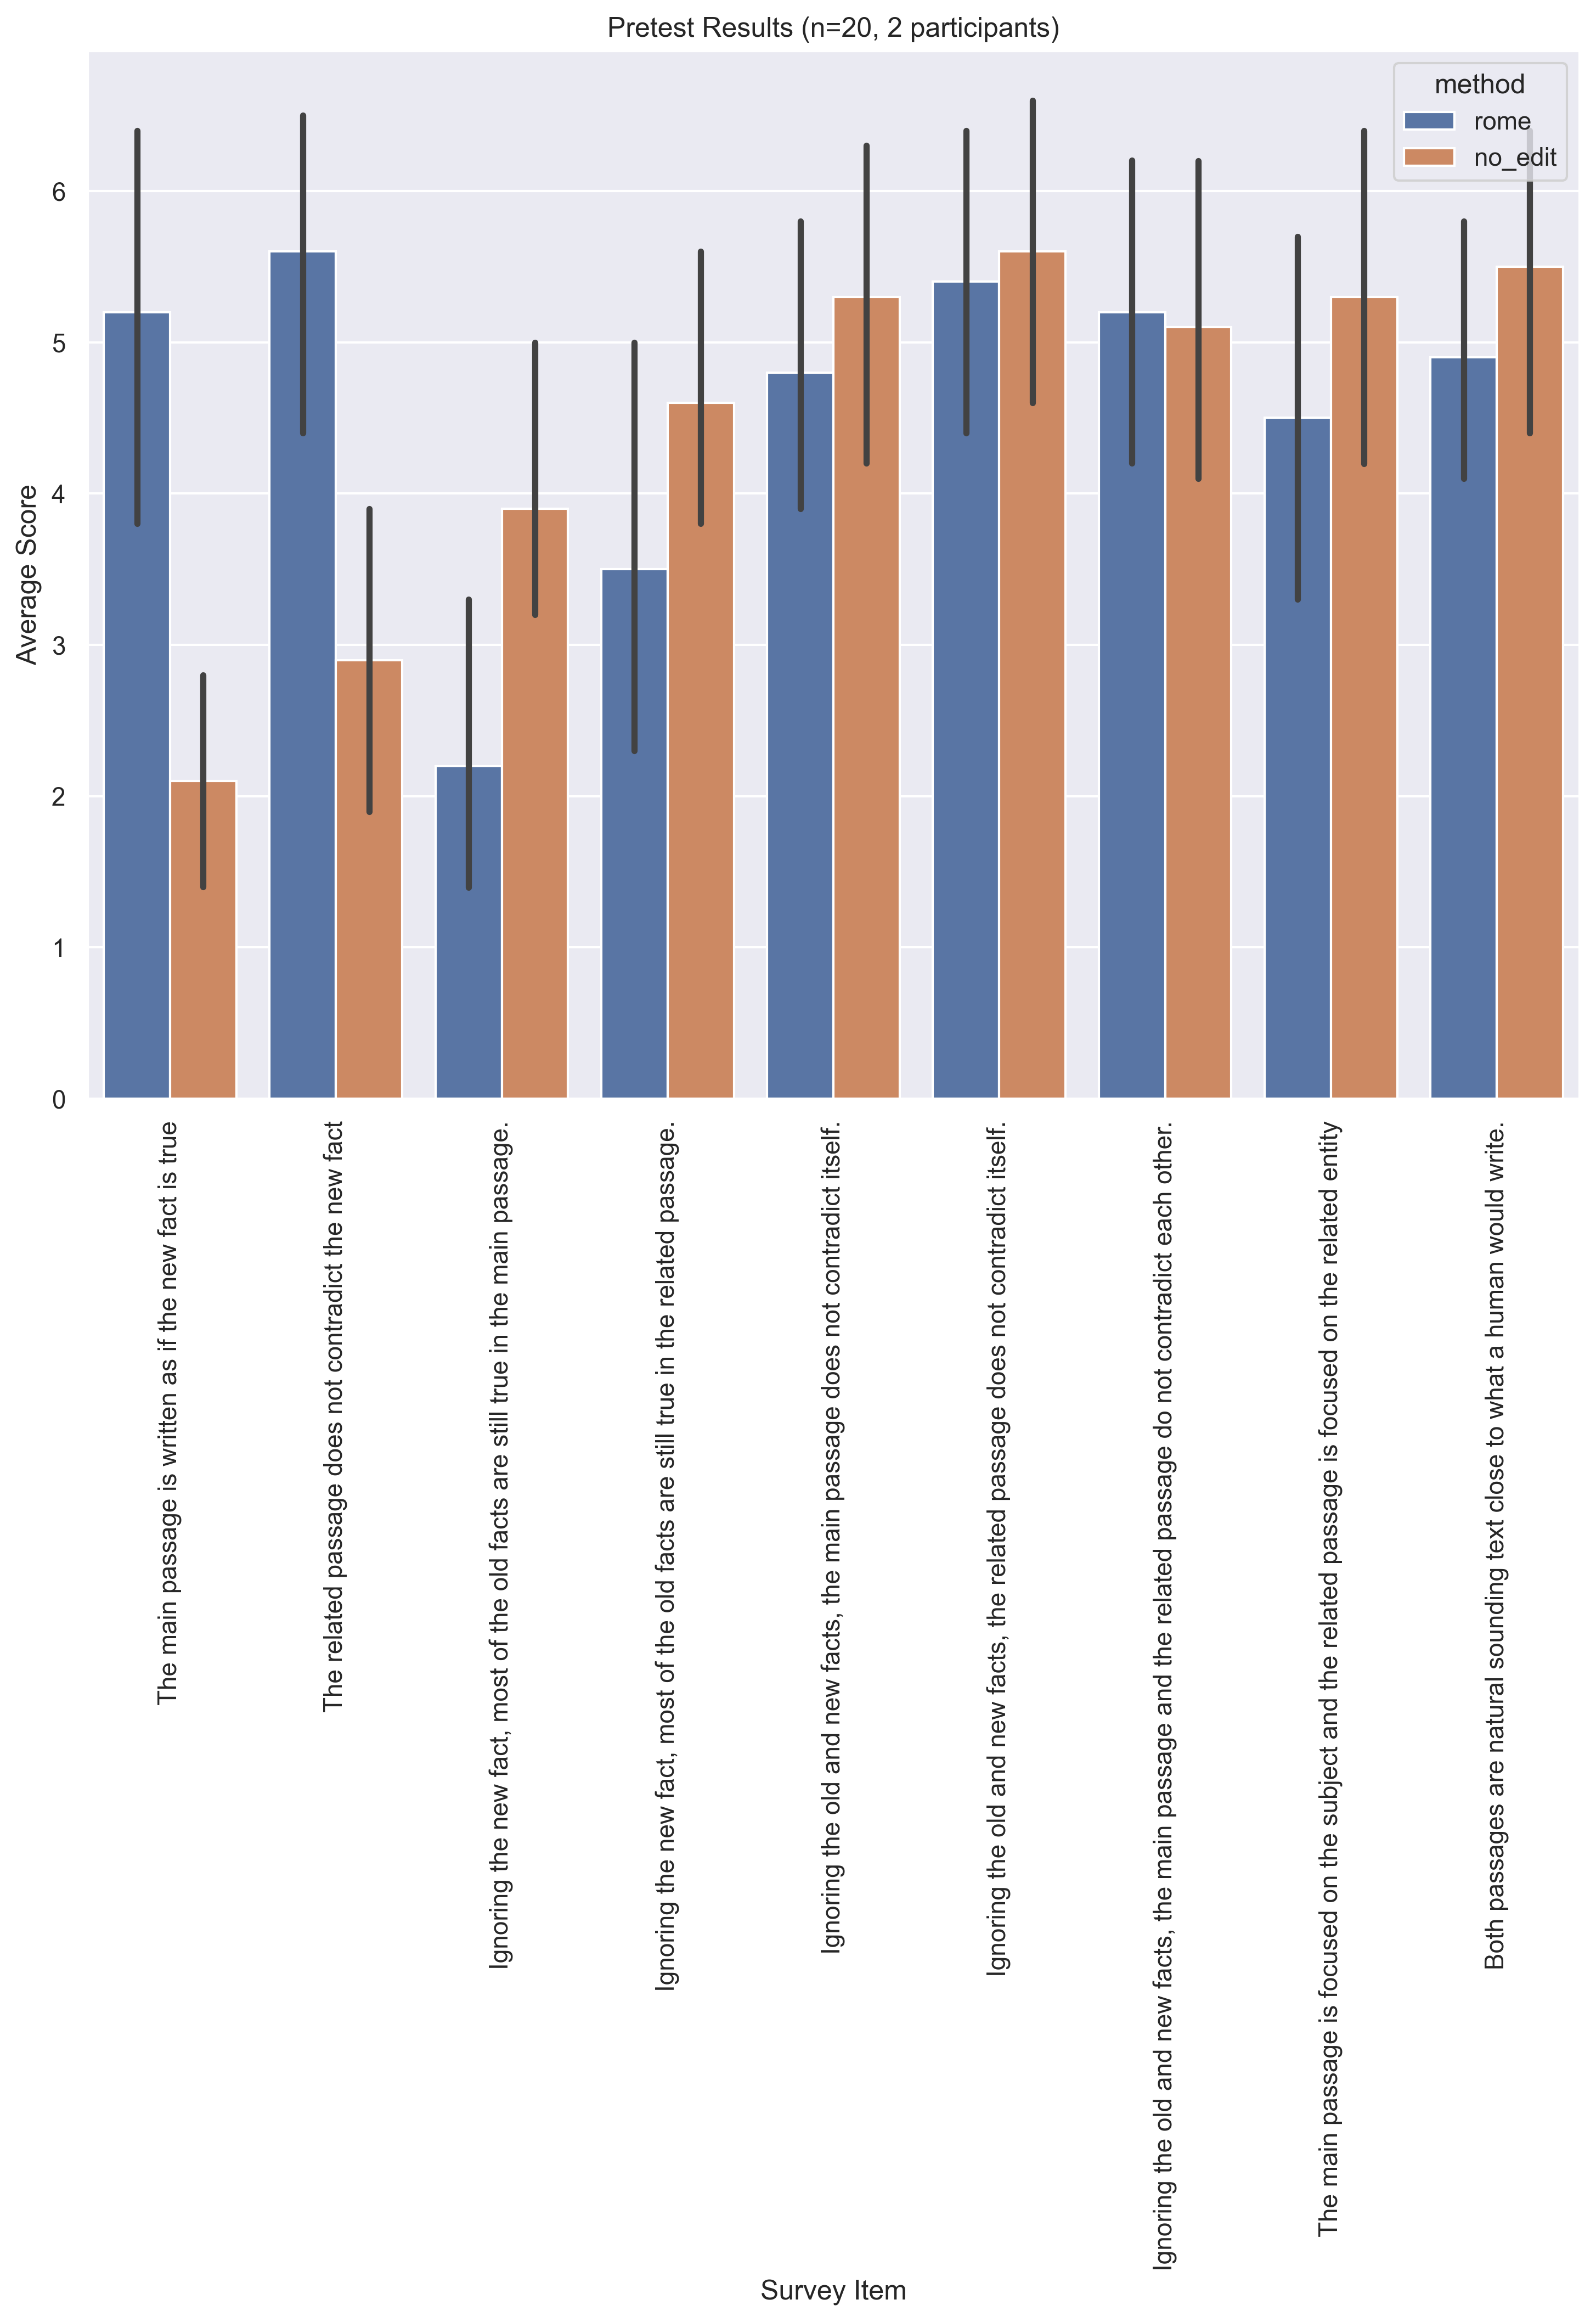 Pretest Results (n=20, 2 participants)
method
rome
no_edit
Average Score
6
5
4
3
2
1
0
The main passage is written as if the new fact is true
The related passage does not contradict the new fact
Ignoring the new fact, most of the old facts are still true in the main passage.
Ignoring the new fact, most of the old facts are still true in the related passage.
Ignoring the old and new facts, the main passage does not contradict itself.
Ignoring the old and new facts, the related passage does not contradict itself.
Ignoring the old and new facts, the main passage and the related passage do not contradict each other.
The main passage is focused on the subject and the related passage is focused on the related entity
Both passages are natural sounding text close to what a human would write.
Survey Item